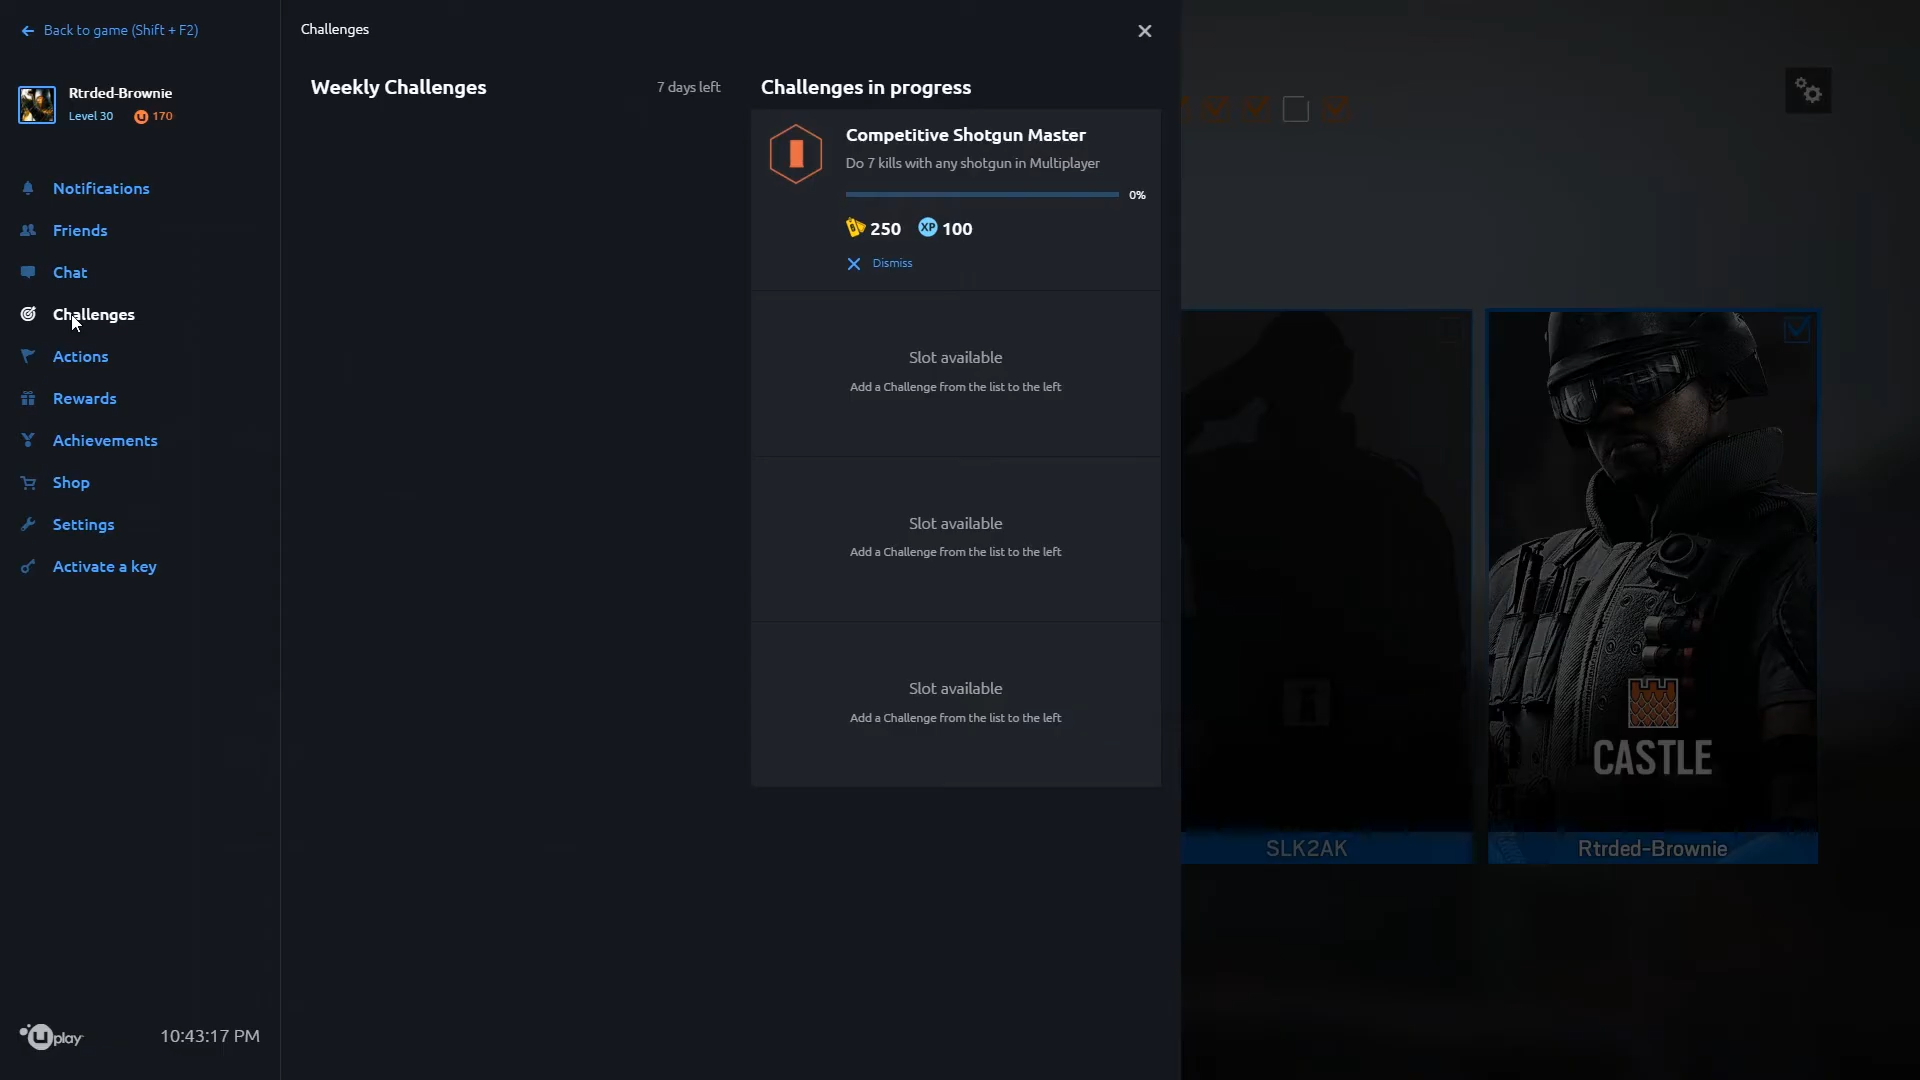 Back to game (Shift + F2)
Rtrded-Brownie
Level 30
170
Notifications
Friends
Chat
Challenges
Actions
Rewards
Achievements
Shop
Settings
Activate a key
uplay
10:43:17 PM
Challenges
Weekly Challenges
7 days left
Challenges in progress
Competitive Shotgun Master
Do 7 kills with any shotgun in Multiplayer
0%
250
XP 100
Dismiss
Slot available
Add a Challenge from the list to the left
Slot available
Add a Challenge from the list to the left
Slot available
Add a Challenge from the list to the left
SLK2AK
CASTLE
Rtrded-Brownie